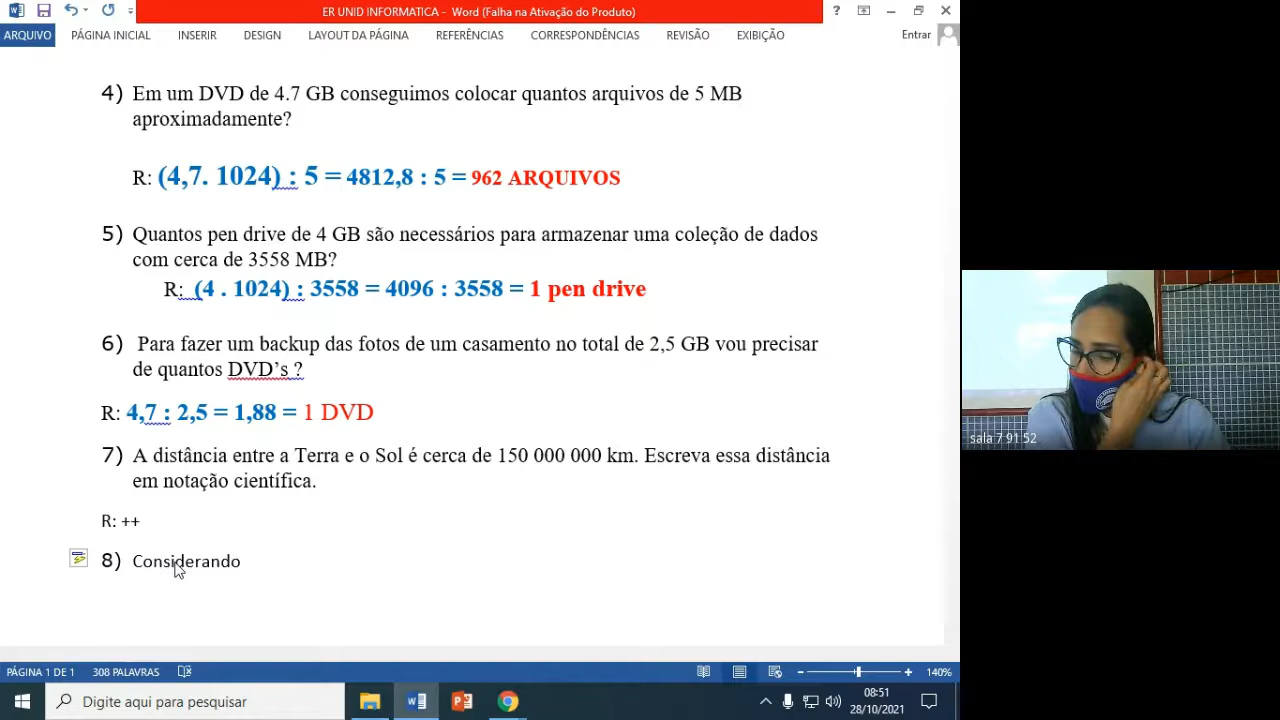 ER UNID INFORMATICA - Word (Falha na Ativação do Produto)
?
ARQUIVO PÁGINA INICIAL INSERIR DESIGN LAYOUT DA PÁGINA REFERÊNCIAS CORRESPONDÊNCIAS REVISÃO EXIBIÇÃO Entrar
4) Em um DVD de 4.7 GB conseguimos colocar quantos arquivos de 5 MB
aproximadamente?
R: (4,7. 1024) : 5 = 4812,8 : 5 = 962 ARQUIVOS
5) Quantos pen drive de 4 GB são necessários para armazenar uma coleção de dados
com cerca de 3558 MB?
R: (4 . 1024) : 3558 = 4096 : 3558 = 1 pen drive
6) Para fazer um backup das fotos de um casamento no total de 2,5 GB vou precisar
de quantos DVD's ?
R: 4,7 : 2,5 = 1,88 = 1 DVD
7) A distância entre a Terra e o Sol é cerca de 150 000 000 km. Escreva essa distância
em notação científica.
R: ++
8) Considerando
sala 7 91 52
PÁGINA 1 DE 1 308 PALAVRAS 140%
Digite aqui para pesquisar
08:51
28/10/2021